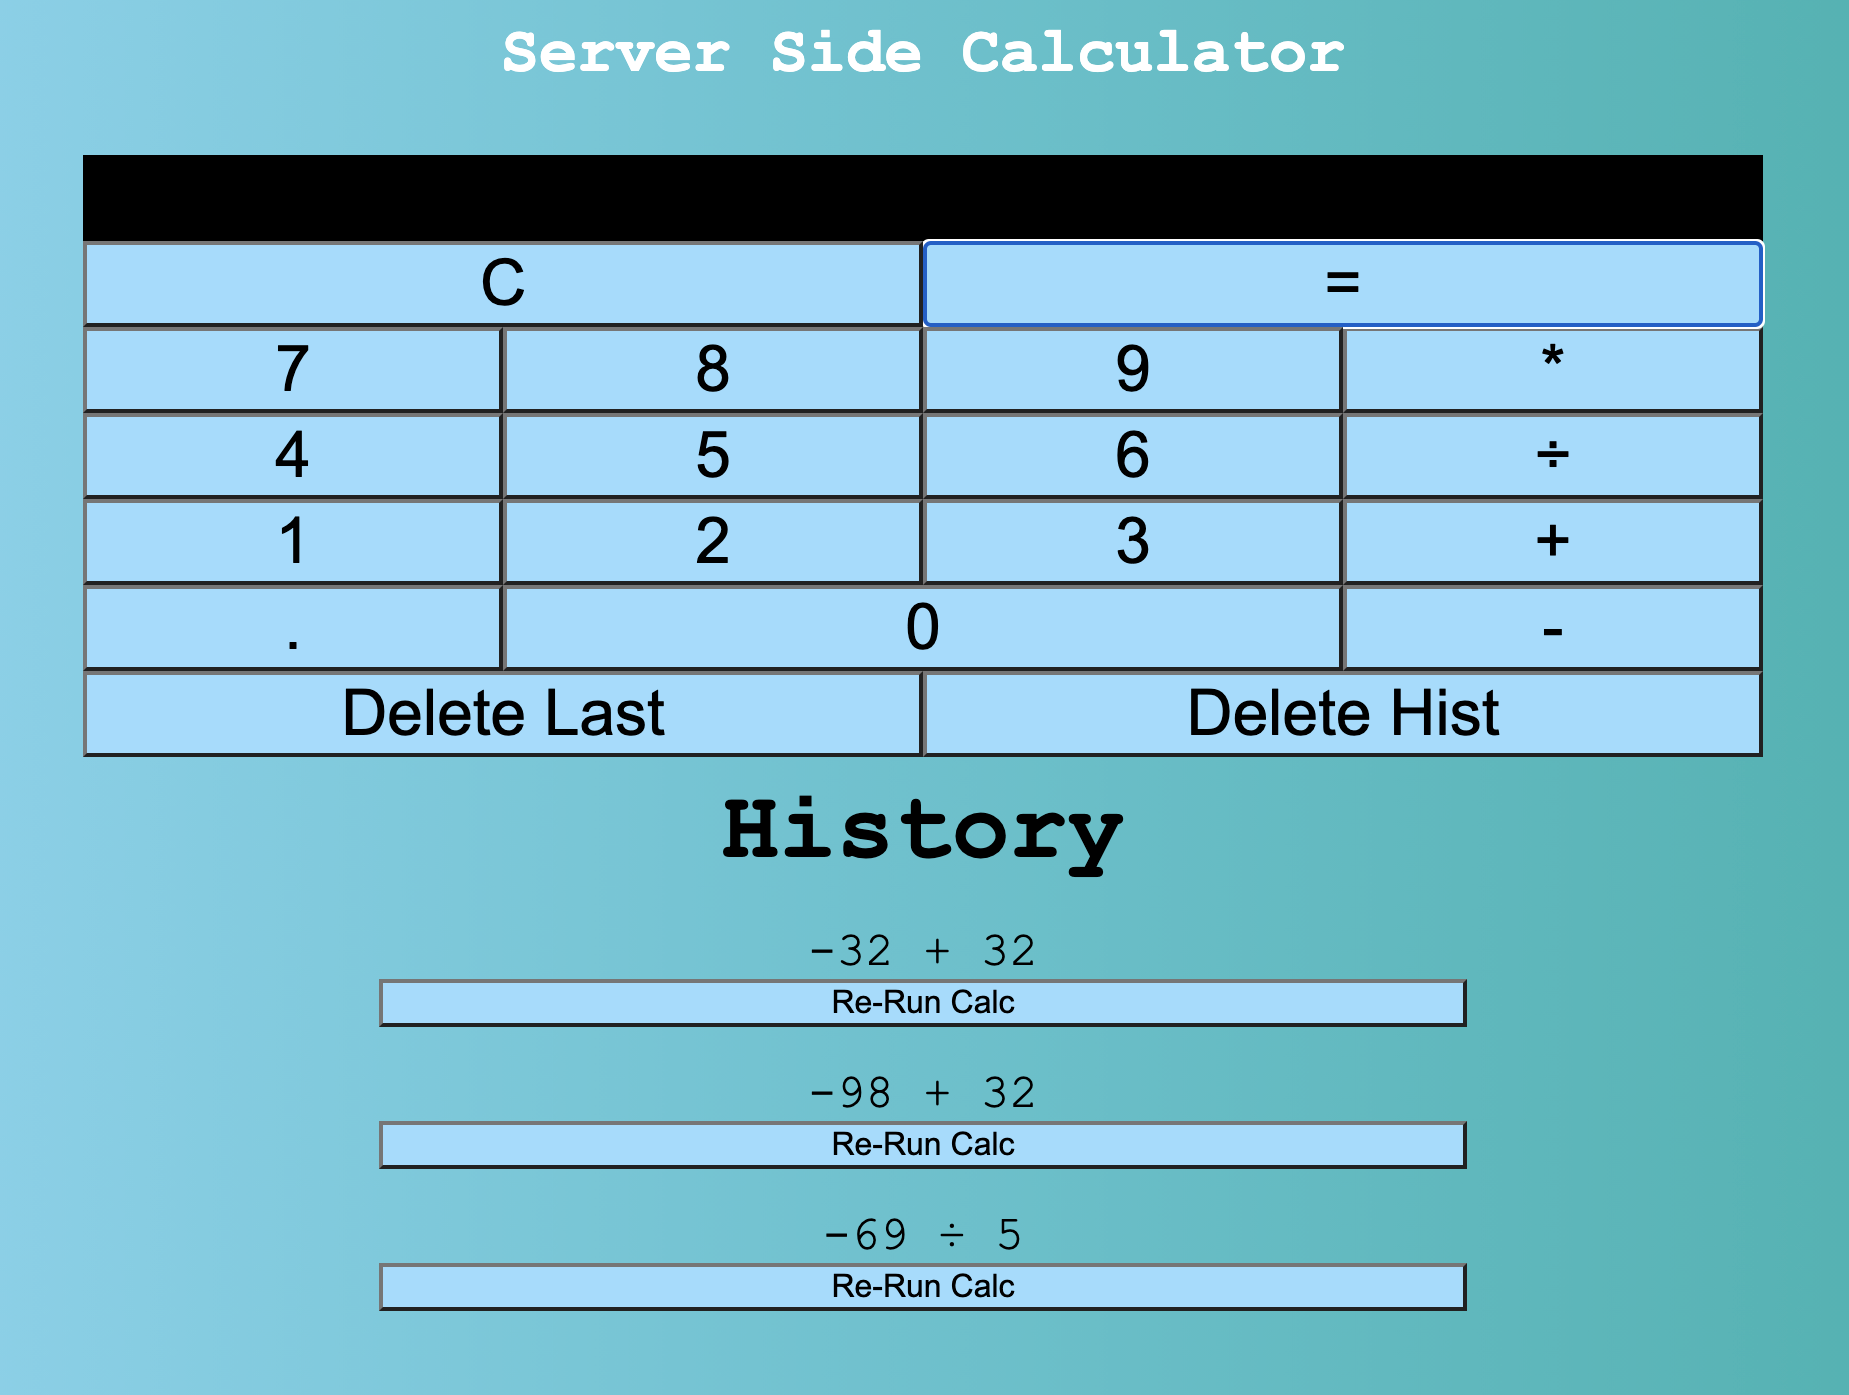 Server Side Calculator
C =
7 8 9 *
4 5 6 ÷
1 2 3 +
. 0 -
Delete Last Delete Hist
History
-32 + 32
Re-Run Calc
-98 + 32
Re-Run Calc
-69 ÷ 5
Re-Run Calc